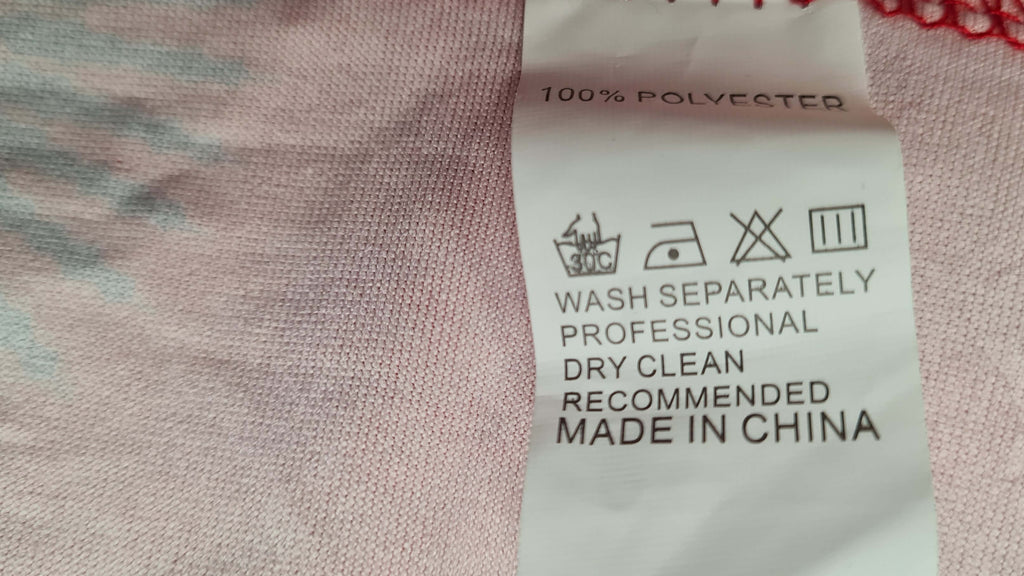 100% POLYESTER
30°C
WASH SEPARATELY
PROFESSIONAL
DRY CLEAN
RECOMMENDED
MADE IN CHINA